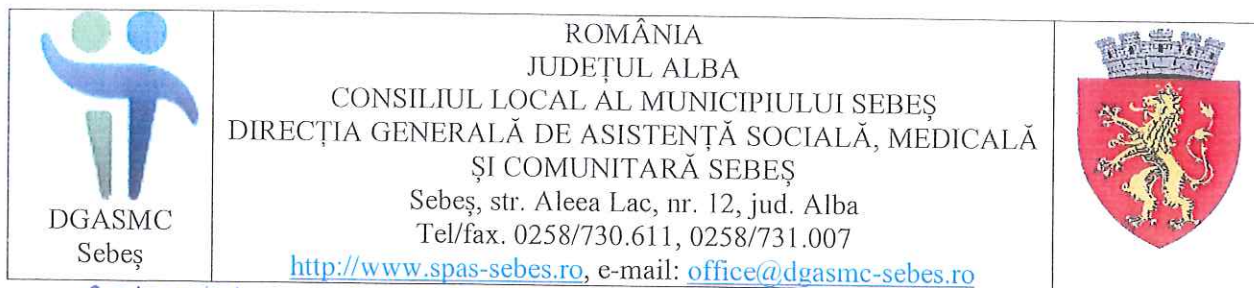 ROMÂNIA
JUDEȚUL ALBA
CONSILIUL LOCAL AL MUNICIPIULUI SEBEȘ
DIRECȚIA GENERALĂ DE ASISTENȚĂ SOCIALĂ, MEDICALĂ
ȘI COMUNITARĂ SEBEȘ
Sebeș, str. Aleea Lac, nr. 12, jud. Alba
Tel/fax. 0258/730.611, 0258/731.007
http://www.spas-sebes.ro, e-mail: office@dgasmc-sebes.ro
DGASMC
Sebeș